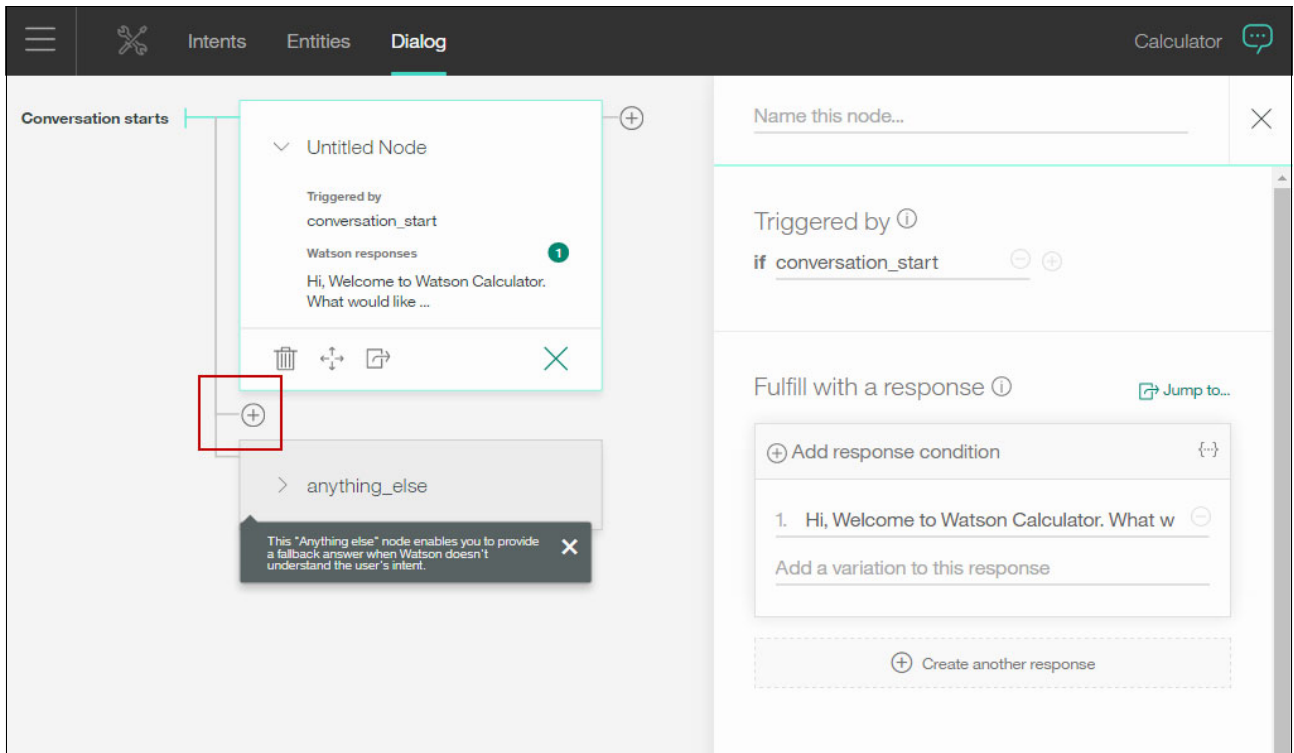 Intents Entities Dialog Calculator
Conversation starts
Untitled Node
Triggered by
conversation_start
Watson responses 1
Hi, Welcome to Watson Calculator.
What would like ...
anything_else
This "Anything else" node enables you to provide
a fallback answer when Watson doesn't
understand the user's intent.
Name this node...
Triggered by
if conversation_start
Fulfill with a response Jump to...
Add response condition
1. Hi, Welcome to Watson Calculator. What w
Add a variation to this response
Create another response